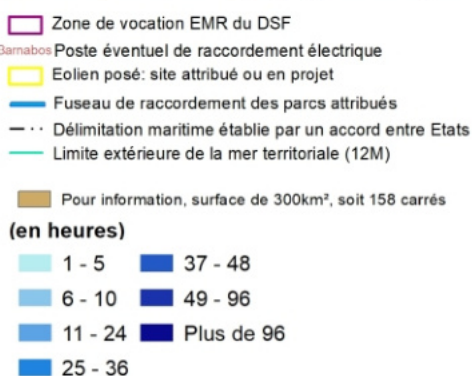 Zone de vocation EMR du DSF
Barnabos Poste éventuel de raccordement électrique
Eolien posé: site attribué ou en projet
Fuseau de raccordement des parcs attribués
Délimitation maritime établie par un accord entre Etats
Limite extérieure de la mer territoriale (12M)
Pour information, surface de 300km², soit 158 carrés
(en heures)
1 - 5
37 - 48
6 - 10
49 - 96
11 - 24
Plus de 96
25 - 36